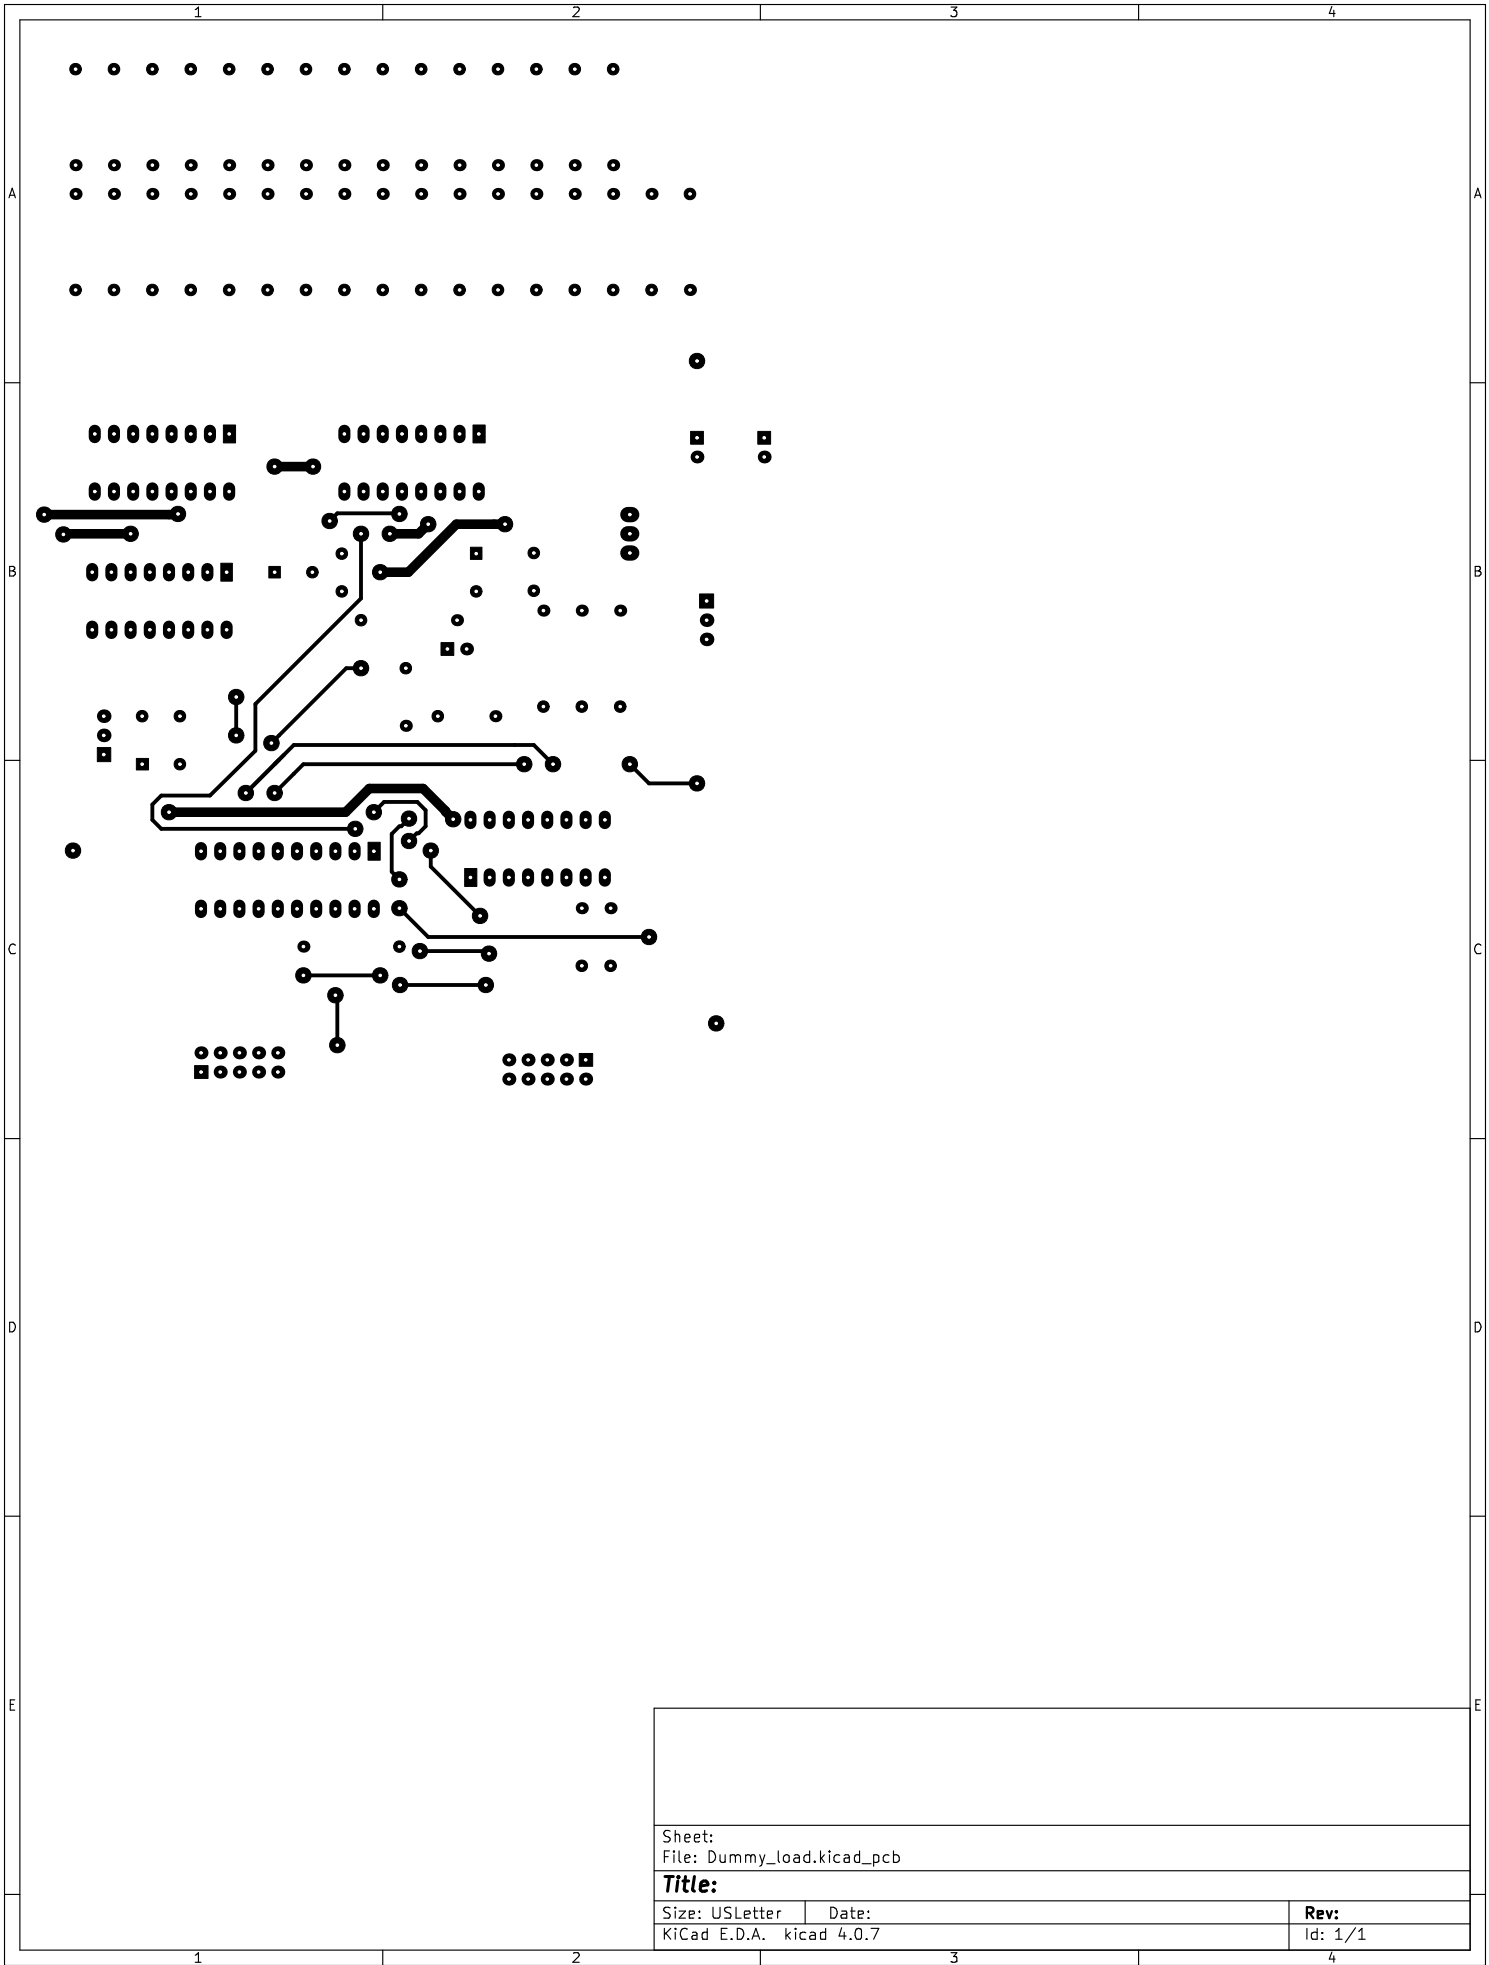 1 2 3 4
A A
B B
C C
D D
E E
Sheet:
File: Dummy_load.kicad_pcb
Title:
Size: USLetter Date: Rev:
KiCad E.D.A. kicad 4.0.7 Id: 1/1
1 2 3 4